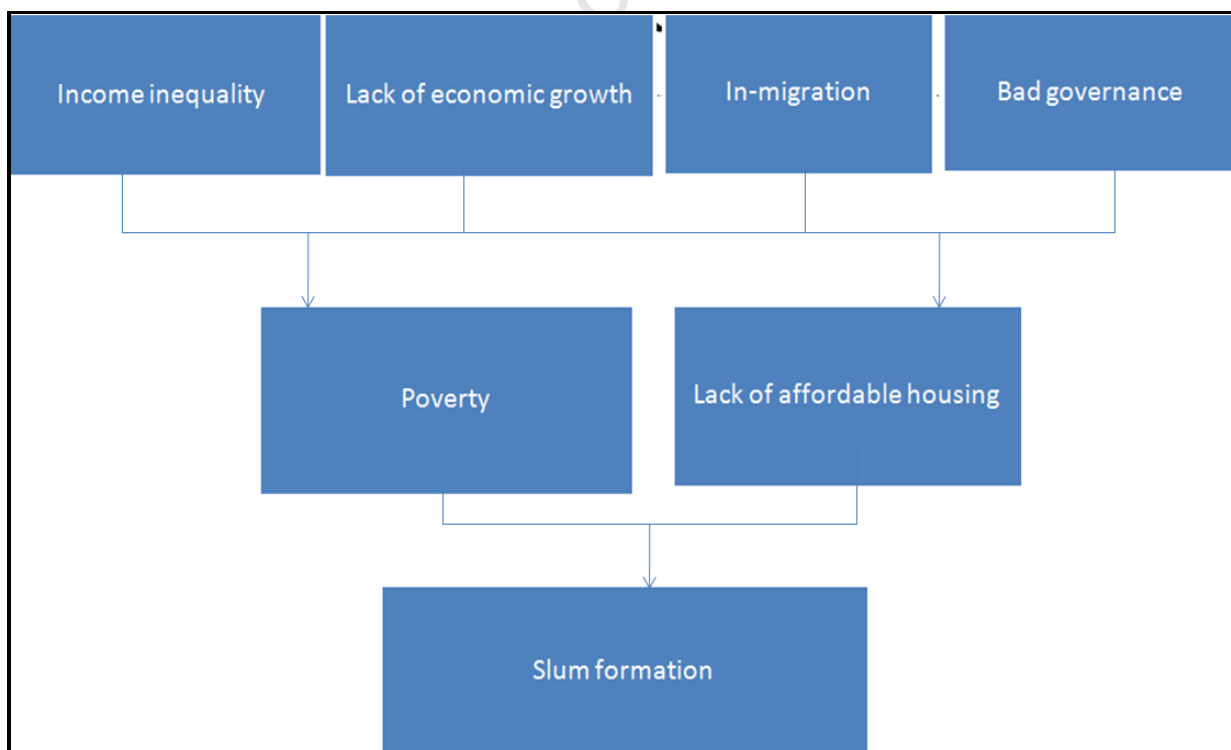 Income inequality
Lack of economic growth
In-migration
Bad governance
Poverty
Lack of affordable housing
Slum formation